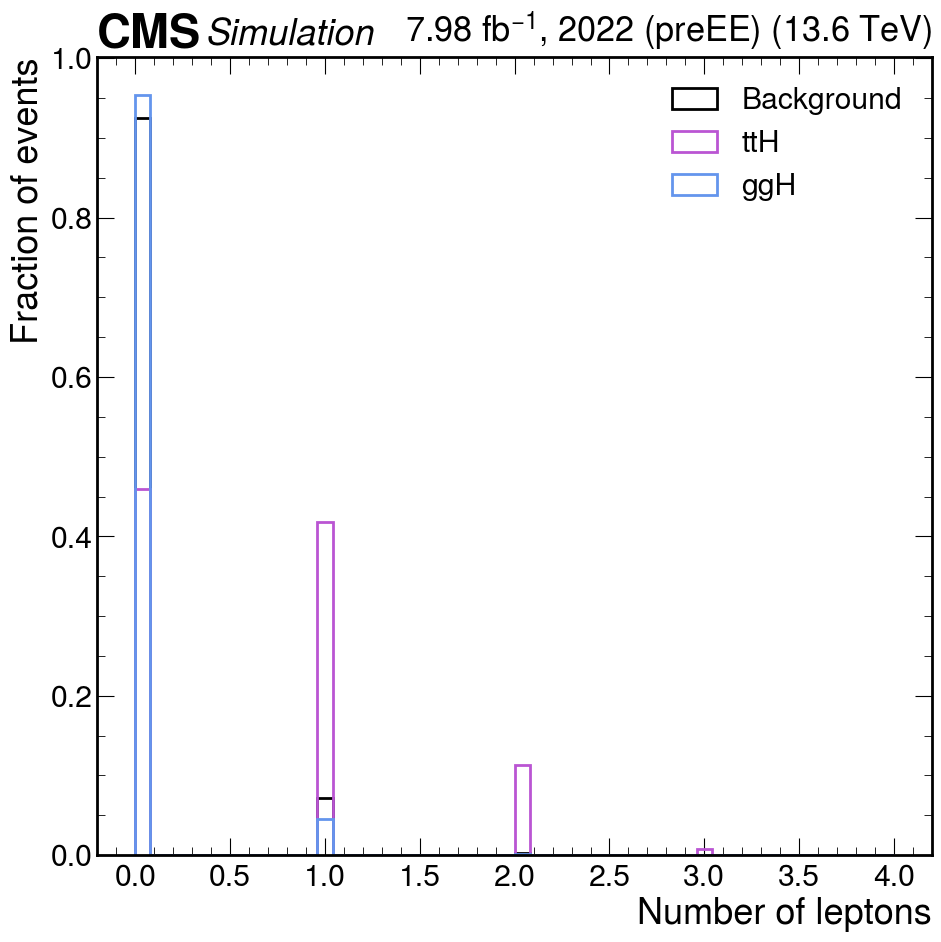 CMS Simulation 7.98 fb⁻¹, 2022 (preEE) (13.6 TeV)
Fraction of events
1.0
0.8
0.6
0.4
0.2
0.0
Background
ttH
ggH
0.0 0.5 1.0 1.5 2.0 2.5 3.0 3.5 4.0
Number of leptons